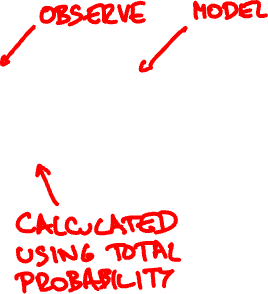 OBSERVE
MODEL
CALCULATED
USING TOTAL
PROBABILITY